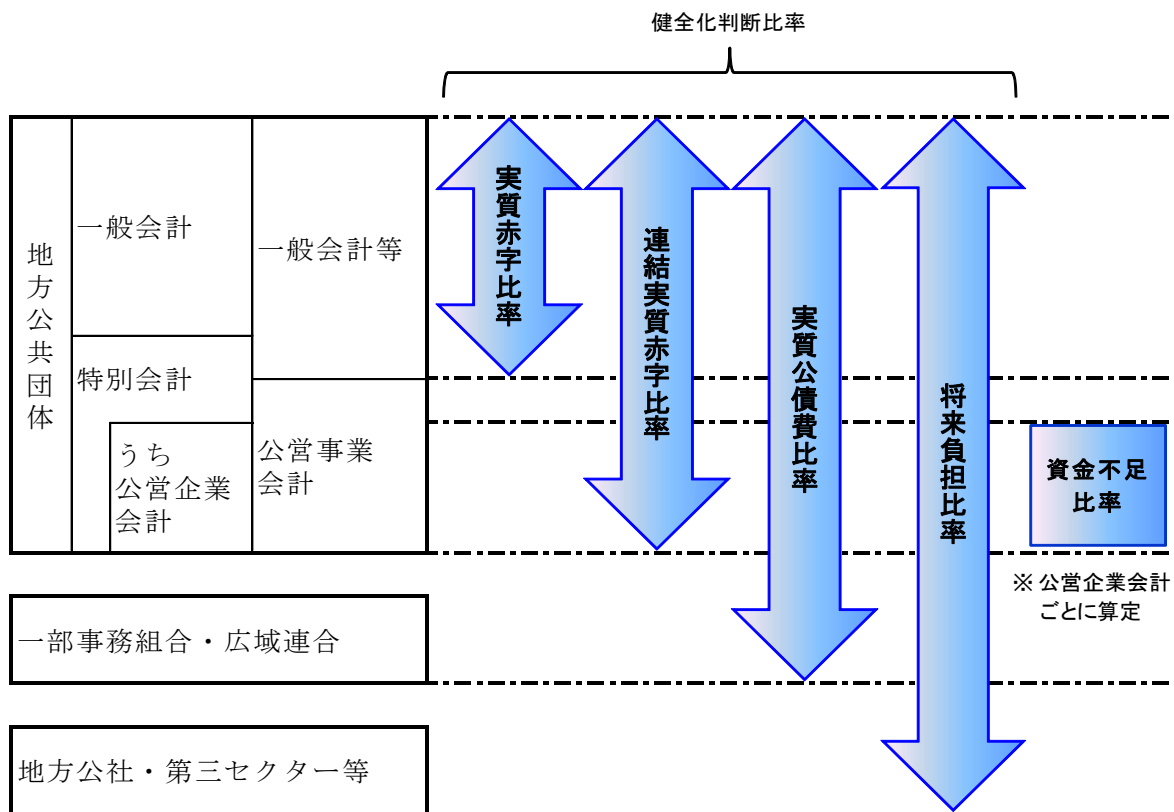 健全化判断比率
地方公共団体
一般会計
一般会計等
特別会計
うち
公営企業
会計
公営事業
会計
実質赤字比率
連結実質赤字比率
実質公債費比率
将来負担比率
資金不足
比率
※公営企業会計
ごとに算定
一部事務組合・広域連合
地方公社・第三セクター等